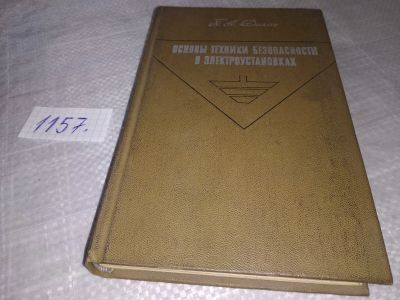 ОСНОВЫ ТЕХНИКИ БЕЗОПАСНОСТИ
В ЭЛЕКТРОУСТАНОВКАХ
1157.